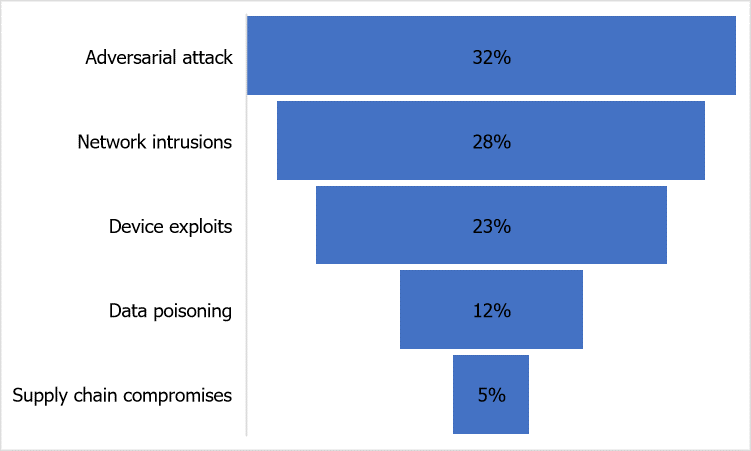 Adversarial attack 32%
Network intrusions 28%
Device exploits 23%
Data poisoning 12%
Supply chain compromises 5%